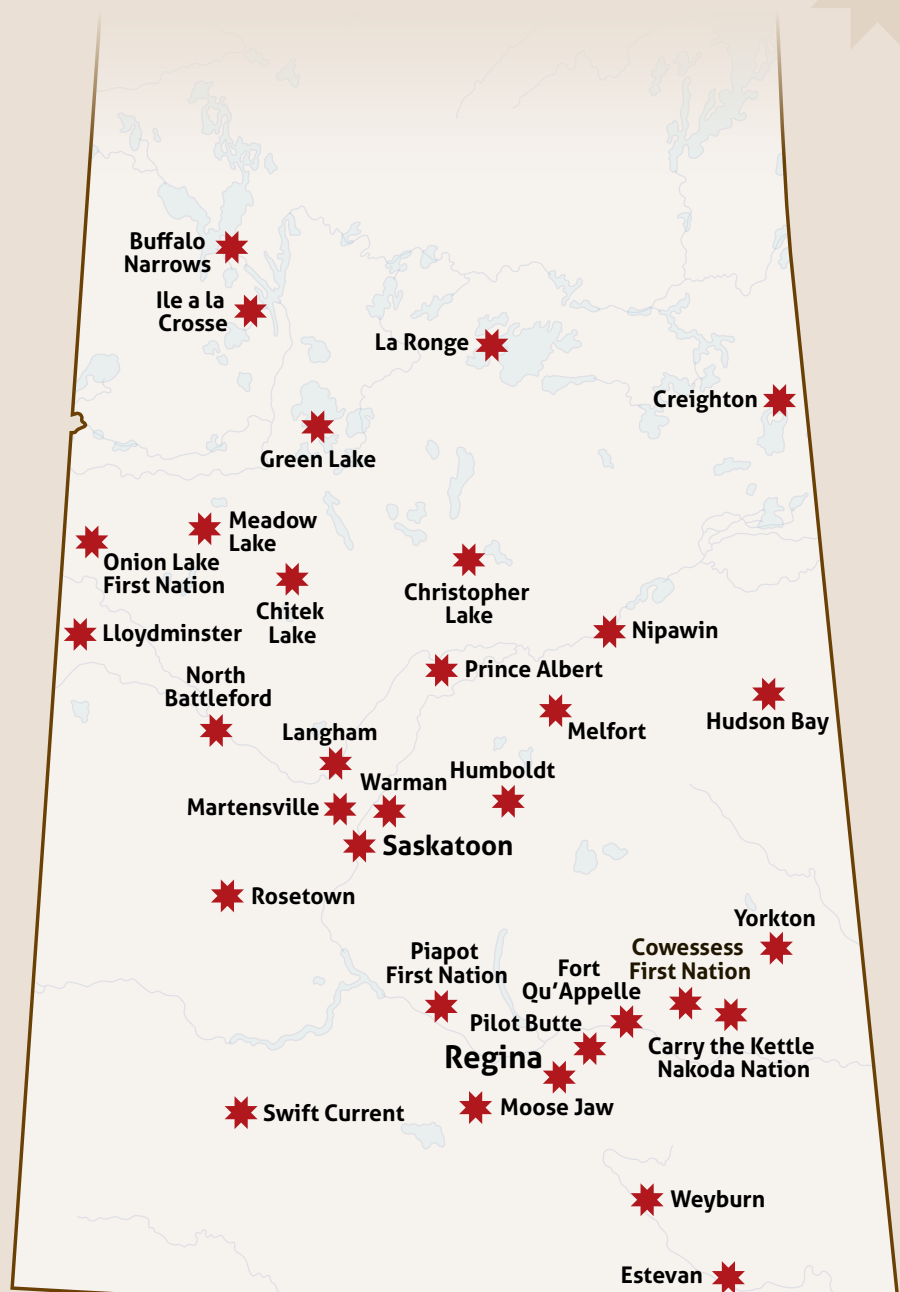 Buffalo
Narrows
Ile a la
Crosse
La Ronge
Creighton
Green Lake
Meadow
Lake
Onion Lake
First Nation
Chitek
Lake
Christopher
Lake
Lloydminster
Nipawin
North
Battleford
Prince Albert
Hudson Bay
Melfort
Langham
Warman
Humboldt
Martensville
Saskatoon
Rosetown
Yorkton
Piapot
First Nation
Cowessess
First Nation
Fort
Qu’Appelle
Pilot Butte
Carry the Kettle
Nakoda Nation
Regina
Moose Jaw
Swift Current
Weyburn
Estevan